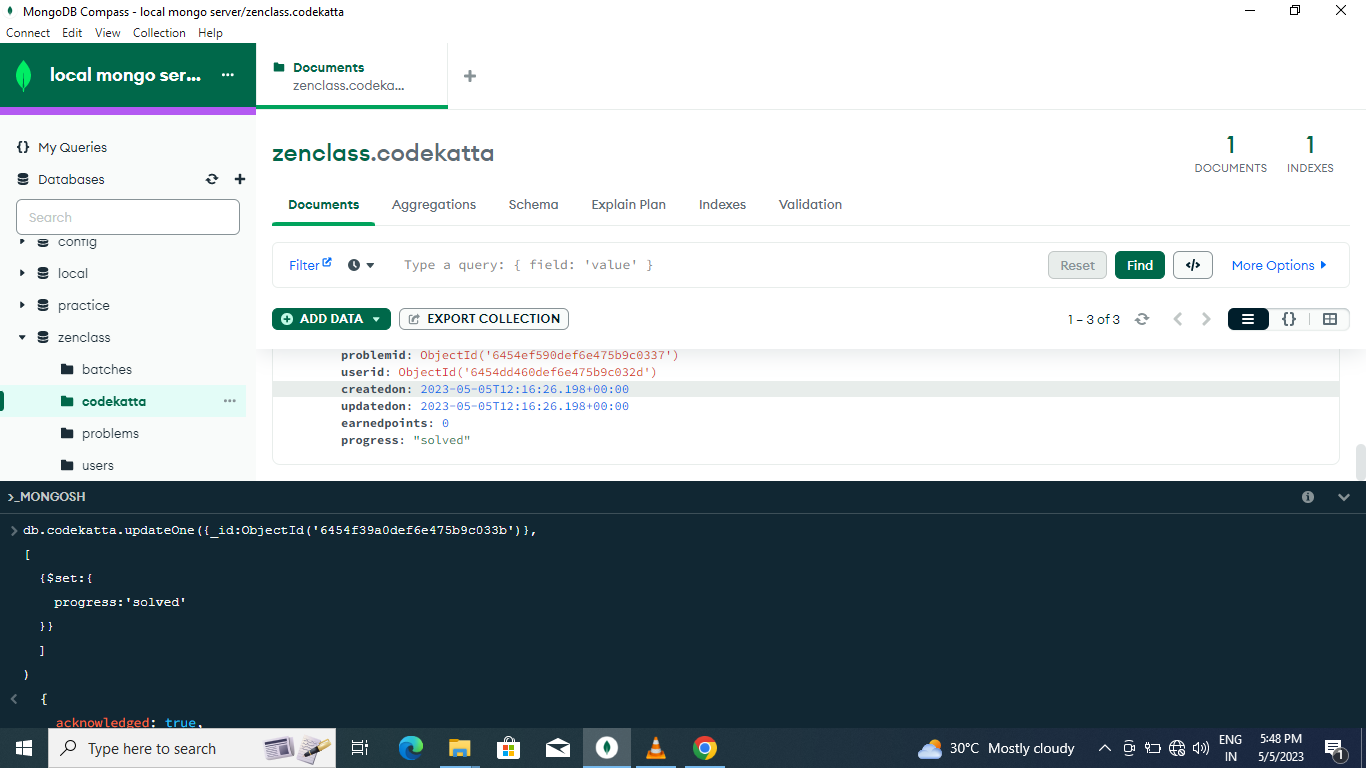 MongoDB Compass - local mongo server/zenclass.codekatta
Connect Edit View Collection Help
local mongo ser... ...
Documents
zenclass.codeka...
My Queries
Databases
Search
config
local
practice
zenclass
batches
codekatta ...
problems
users
zenclass.codekatta
1
DOCUMENTS
1
INDEXES
Documents Aggregations Schema Explain Plan Indexes Validation
Filter Type a query: { field: 'value' } Reset Find </> More Options
ADD DATA EXPORT COLLECTION 1 – 3 of 3 {}
problemid: ObjectId('6454ef590def6e475b9c0337')
userid: ObjectId('6454dd460def6e475b9c032d')
createdon: 2023-05-05T12:16:26.198+00:00
updatedon: 2023-05-05T12:16:26.198+00:00
earnedpoints: 0
progress: "solved"
>_MONGOSH
> db.codekatta.updateOne({_id:ObjectId('6454f39a0def6e475b9c033b')},
[
{$set:{
progress:'solved'
}}
]
)
< {
acknowledged: true,
Type here to search
30°C Mostly cloudy
ENG
IN
5:48 PM
5/5/2023
1